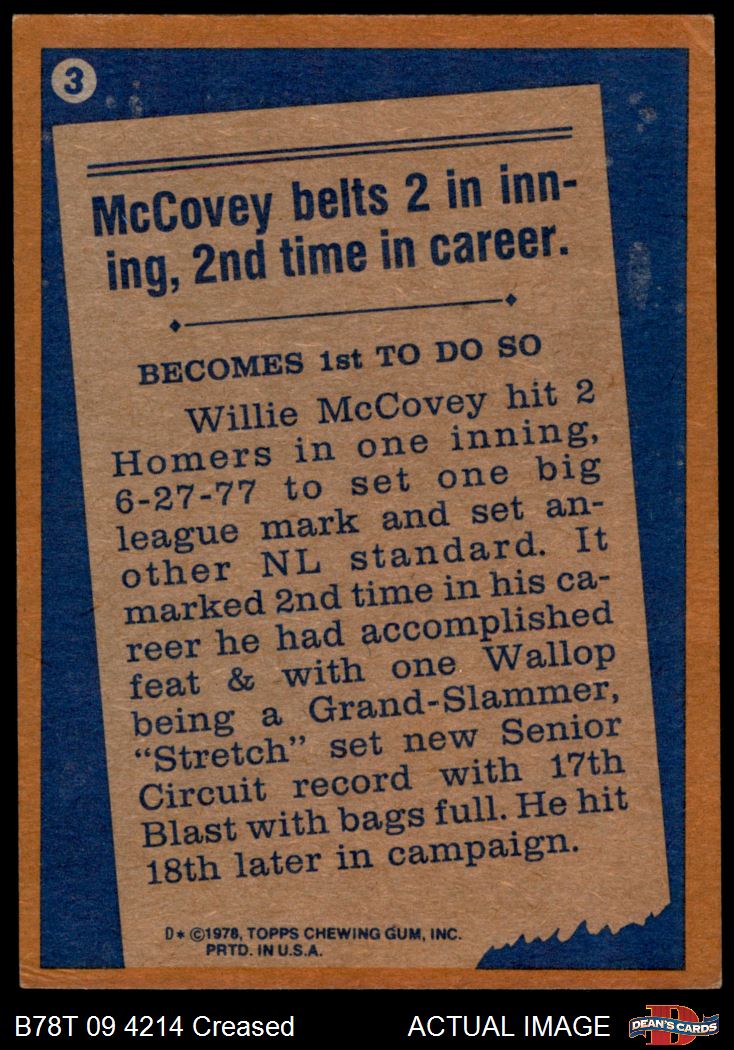 3
McCovey belts 2 in inn-
ing, 2nd time in career.
BECOMES 1st TO DO SO
Willie McCovey hit 2
Homers in one inning,
6-27-77 to set one big
league mark and set an-
other NL standard. It
marked 2nd time in his ca-
reer he had accomplished
feat & with one Wallop
being a Grand-Slammer,
"Stretch" set new Senior
Circuit record with 17th
Blast with bags full. He hit
18th later in campaign.
D* ©1978, TOPPS CHEWING GUM, INC.
PRTD. IN U.S.A.
B78T 09 4214 Creased ACTUAL IMAGE
D
DEAN'S CARDS